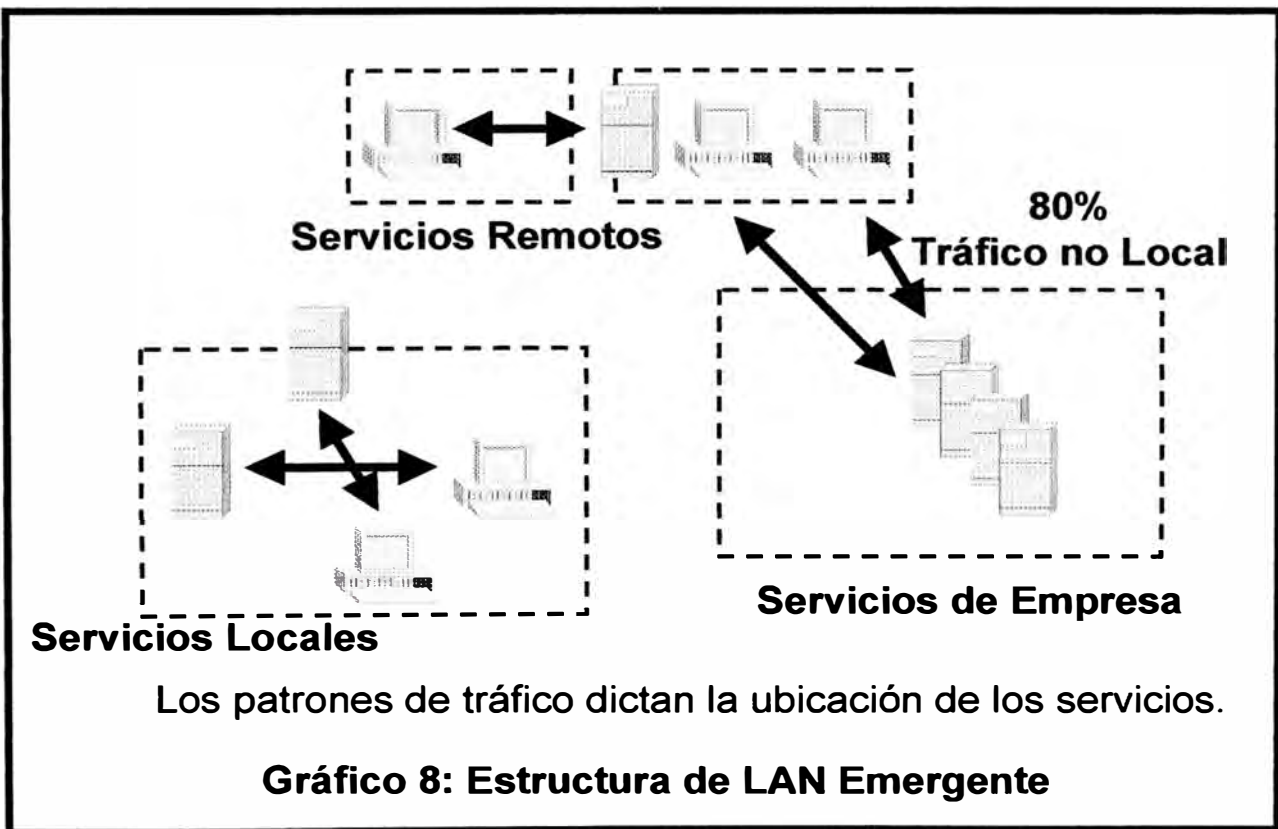 Servicios Remotos
80%
Tráfico no Local
Servicios de Empresa
Servicios Locales
Los patrones de tráfico dictan la ubicación de los servicios.
Gráfico 8: Estructura de LAN Emergente